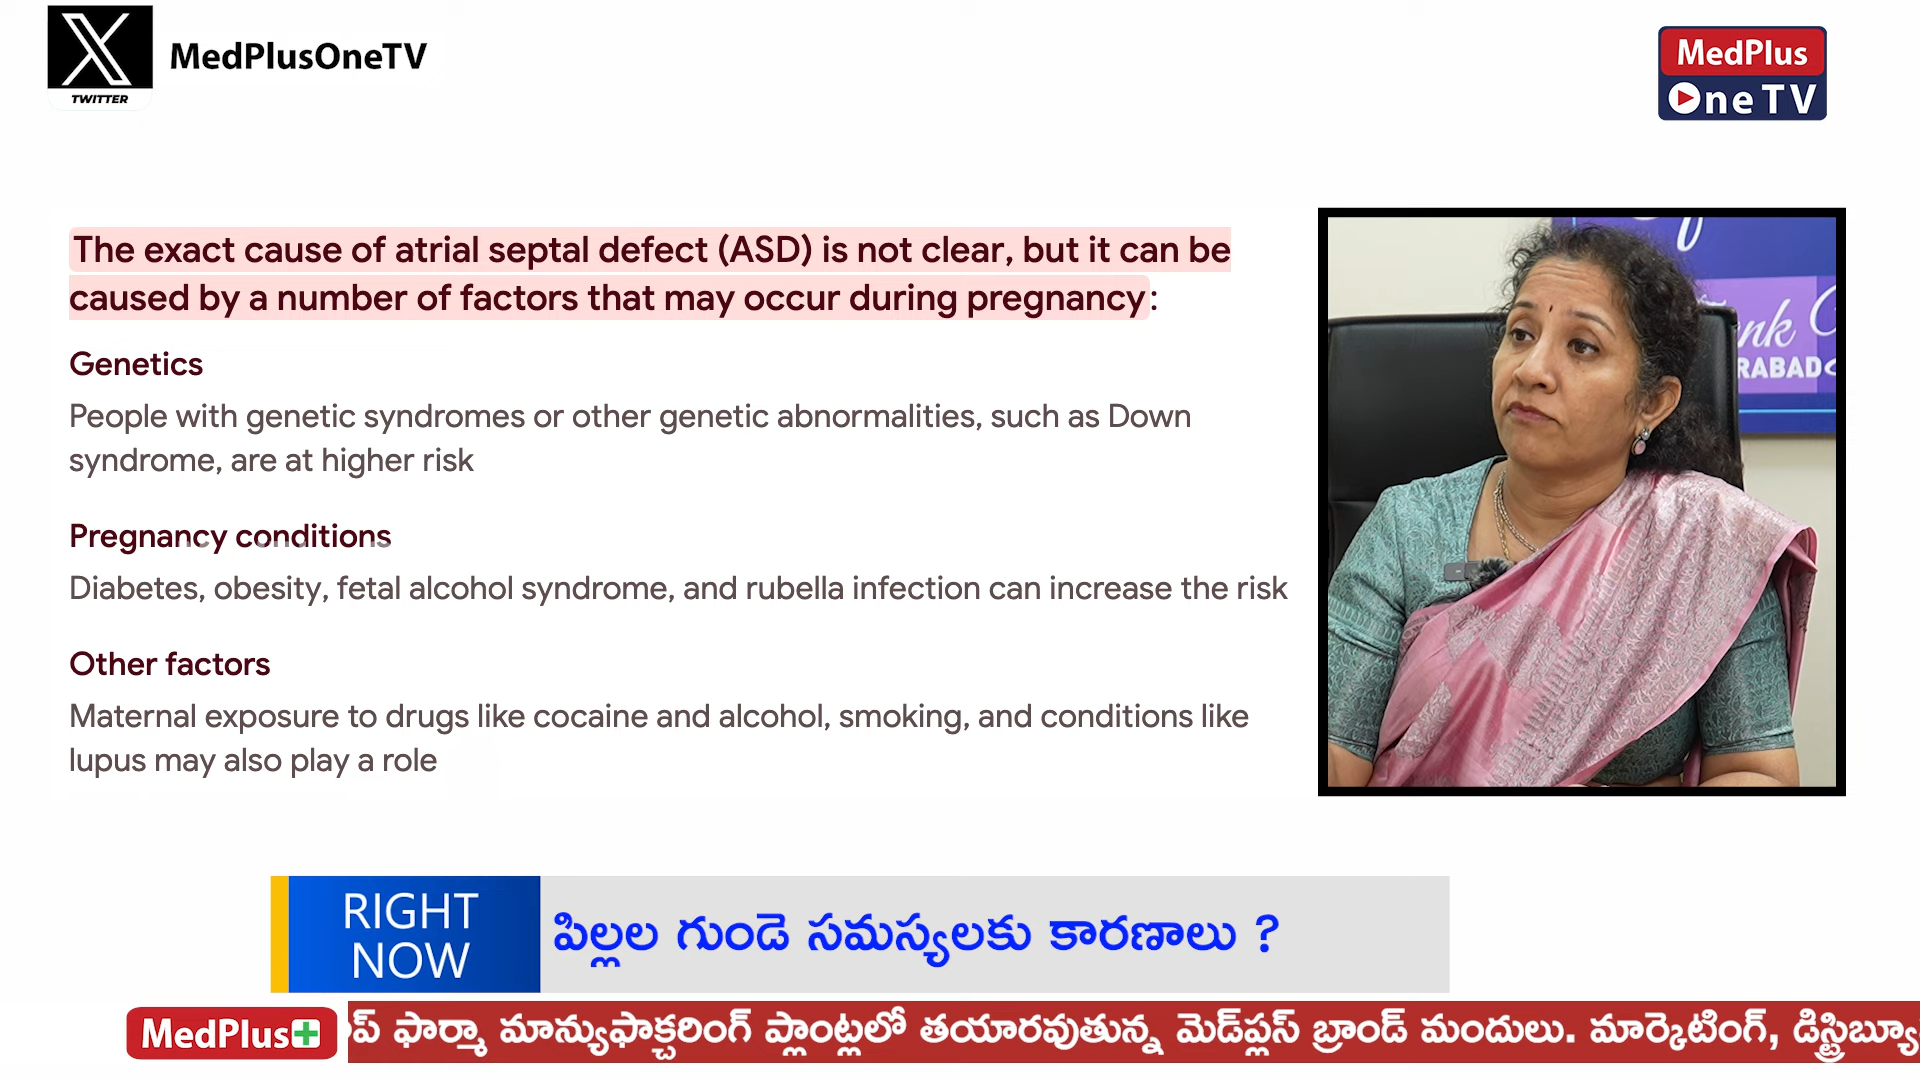 MedPlusOneTV
TWITTER
MedPlus
One TV
The exact cause of atrial septal defect (ASD) is not clear, but it can be
caused by a number of factors that may occur during pregnancy:
Genetics
People with genetic syndromes or other genetic abnormalities, such as Down
syndrome, are at higher risk
Pregnancy conditions
Diabetes, obesity, fetal alcohol syndrome, and rubella infection can increase the risk
Other factors
Maternal exposure to drugs like cocaine and alcohol, smoking, and conditions like
lupus may also play a role
RIGHT
NOW
పిల్లల గుండె సమస్యలకు కారణాలు ?
MedPlus
ఫార్మా మాన్యుఫాక్చరింగ్ ప్లాంట్లలో తయారవుతున్న మెడ్‌ప్లస్ బ్రాండ్ మందులు. మార్కెటింగ్,